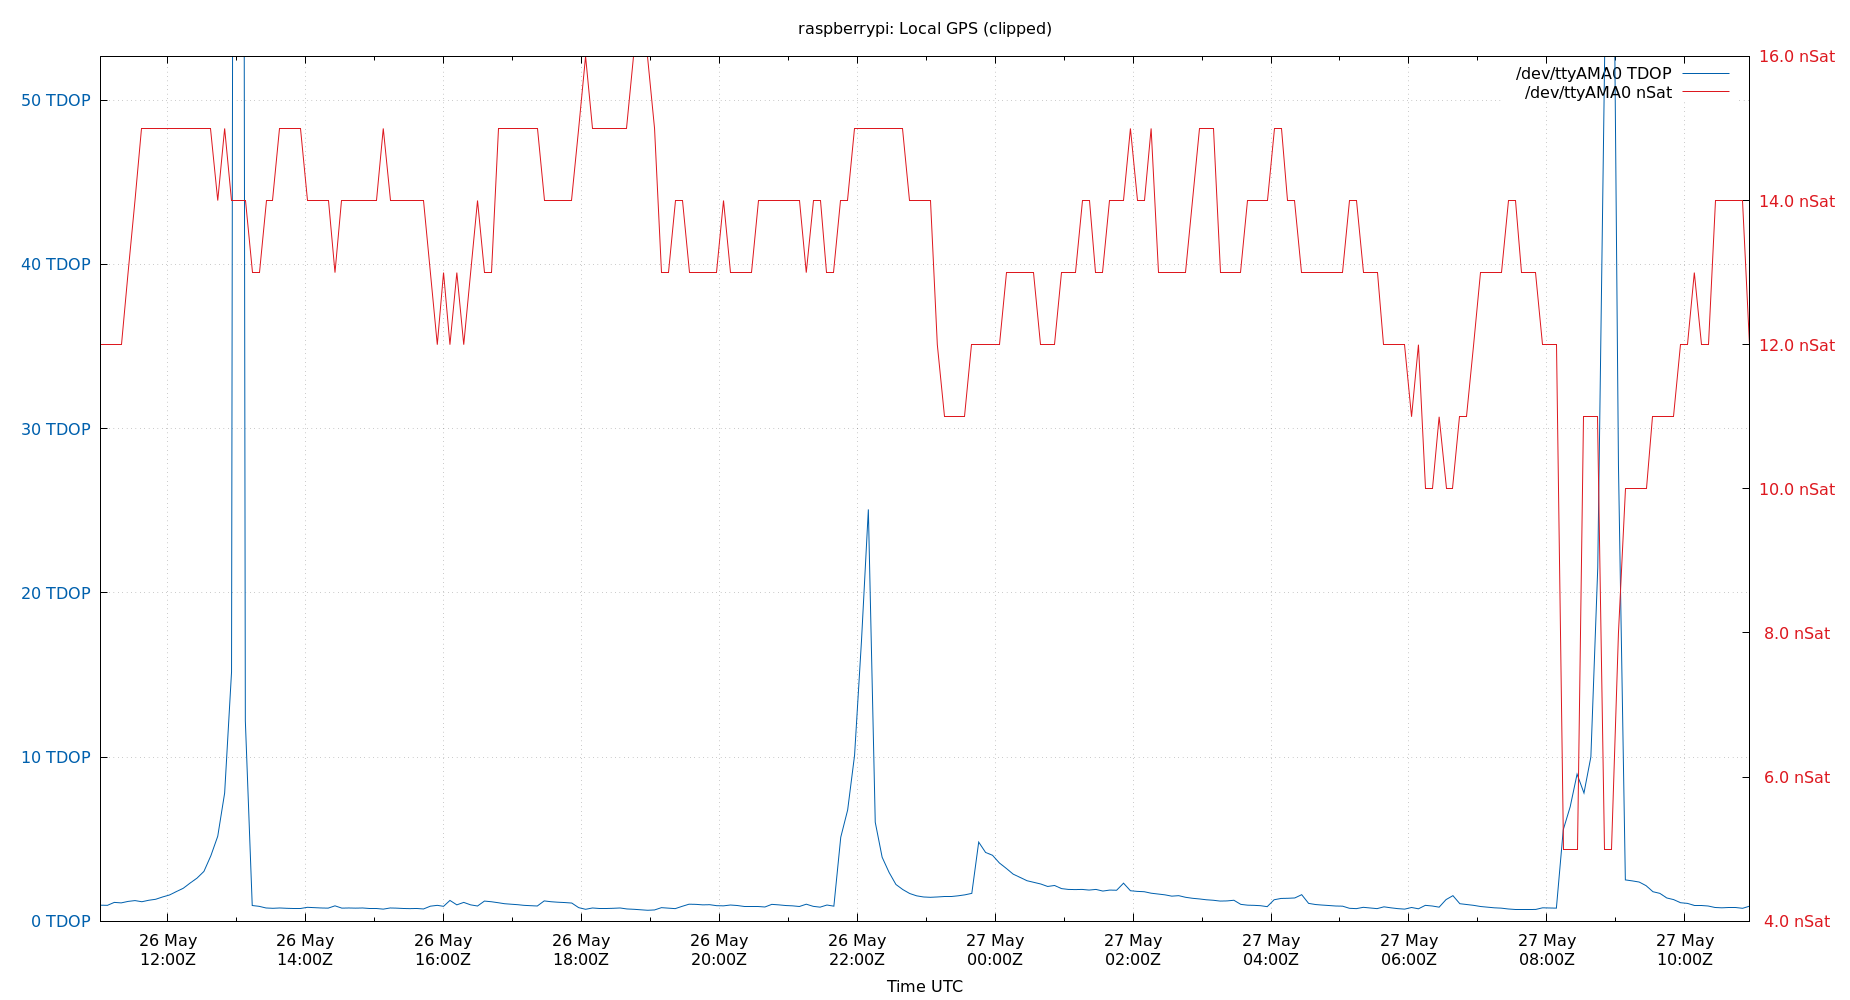 raspberrypi: Local GPS (clipped)
/dev/ttyAMA0 TDOP
/dev/ttyAMA0 nSat
50 TDOP
40 TDOP
30 TDOP
20 TDOP
10 TDOP
0 TDOP
16.0 nSat
14.0 nSat
12.0 nSat
10.0 nSat
8.0 nSat
6.0 nSat
4.0 nSat
26 May
12:00Z
26 May
14:00Z
26 May
16:00Z
26 May
18:00Z
26 May
20:00Z
26 May
22:00Z
27 May
00:00Z
27 May
02:00Z
27 May
04:00Z
27 May
06:00Z
27 May
08:00Z
27 May
10:00Z
Time UTC